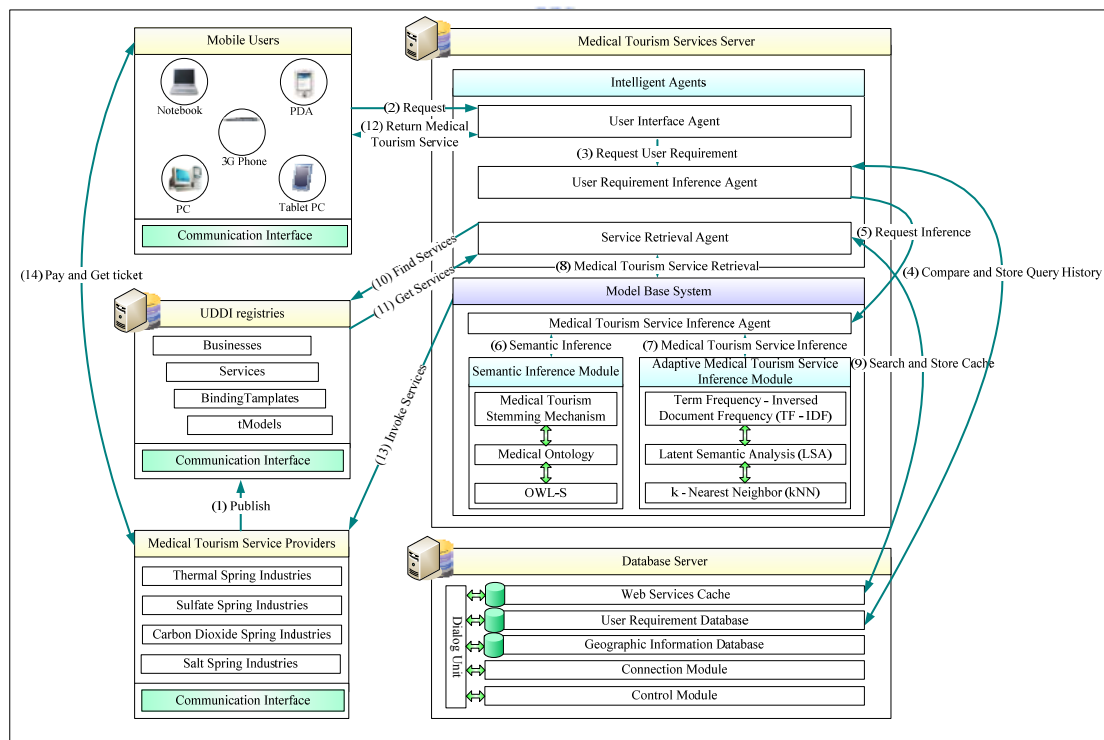 Mobile Users
Notebook
PDA
3G Phone
PC
Tablet PC
Communication Interface
(14) Pay and Get ticket
UDDI registries
Businesses
Services
BindingTamplates
tModels
Communication Interface
(1) Publish
Medical Tourism Service Providers
Thermal Spring Industries
Sulfate Spring Industries
Carbon Dioxide Spring Industries
Salt Spring Industries
Communication Interface
(2) Request
(12) Return Medical
Tourism Service
(10) Find Services
(11) Get Services
(13) Invoke Services
Medical Tourism Services Server
Intelligent Agents
User Interface Agent
(3) Request User Requirement
User Requirement Inference Agent
Service Retrieval Agent
(5) Request Inference
(4) Compare and Store Query History
(8) Medical Tourism Service Retrieval
Model Base System
Medical Tourism Service Inference Agent
(6) Semantic Inference
(7) Medical Tourism Service Inference
(9) Search and Store Cache
Semantic Inference Module
Medical Tourism
Stemming Mechanism
Medical Ontology
OWL-S
Adaptive Medical Tourism Service
Inference Module
Term Frequency - Inversed
Document Frequency (TF - IDF)
Latent Semantic Analysis (LSA)
k - Nearest Neighbor (kNN)
Database Server
Dialog Unit
Web Services Cache
User Requirement Database
Geographic Information Database
Connection Module
Control Module